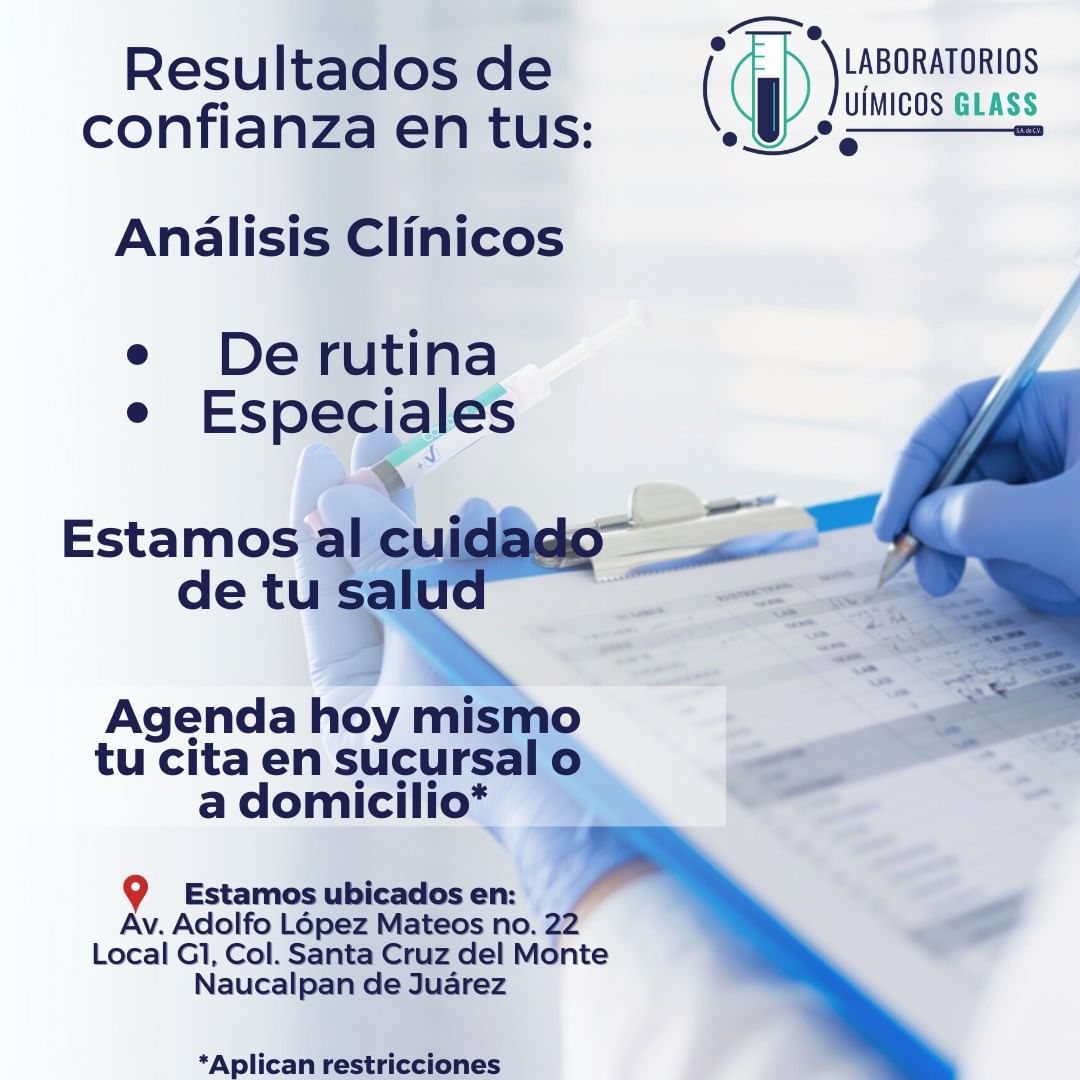 Resultados de
confianza en tus:
LABORATORIOS
UÍMICOS GLASS
S.A. de C.V.
Análisis Clínicos
• De rutina
• Especiales
Estamos al cuidado
de tu salud
Agenda hoy mismo
tu cita en sucursal o
a domicilio*
Estamos ubicados en:
Av. Adolfo López Mateos no. 22
Local G1, Col. Santa Cruz del Monte
Naucalpan de Juárez
*Aplican restricciones